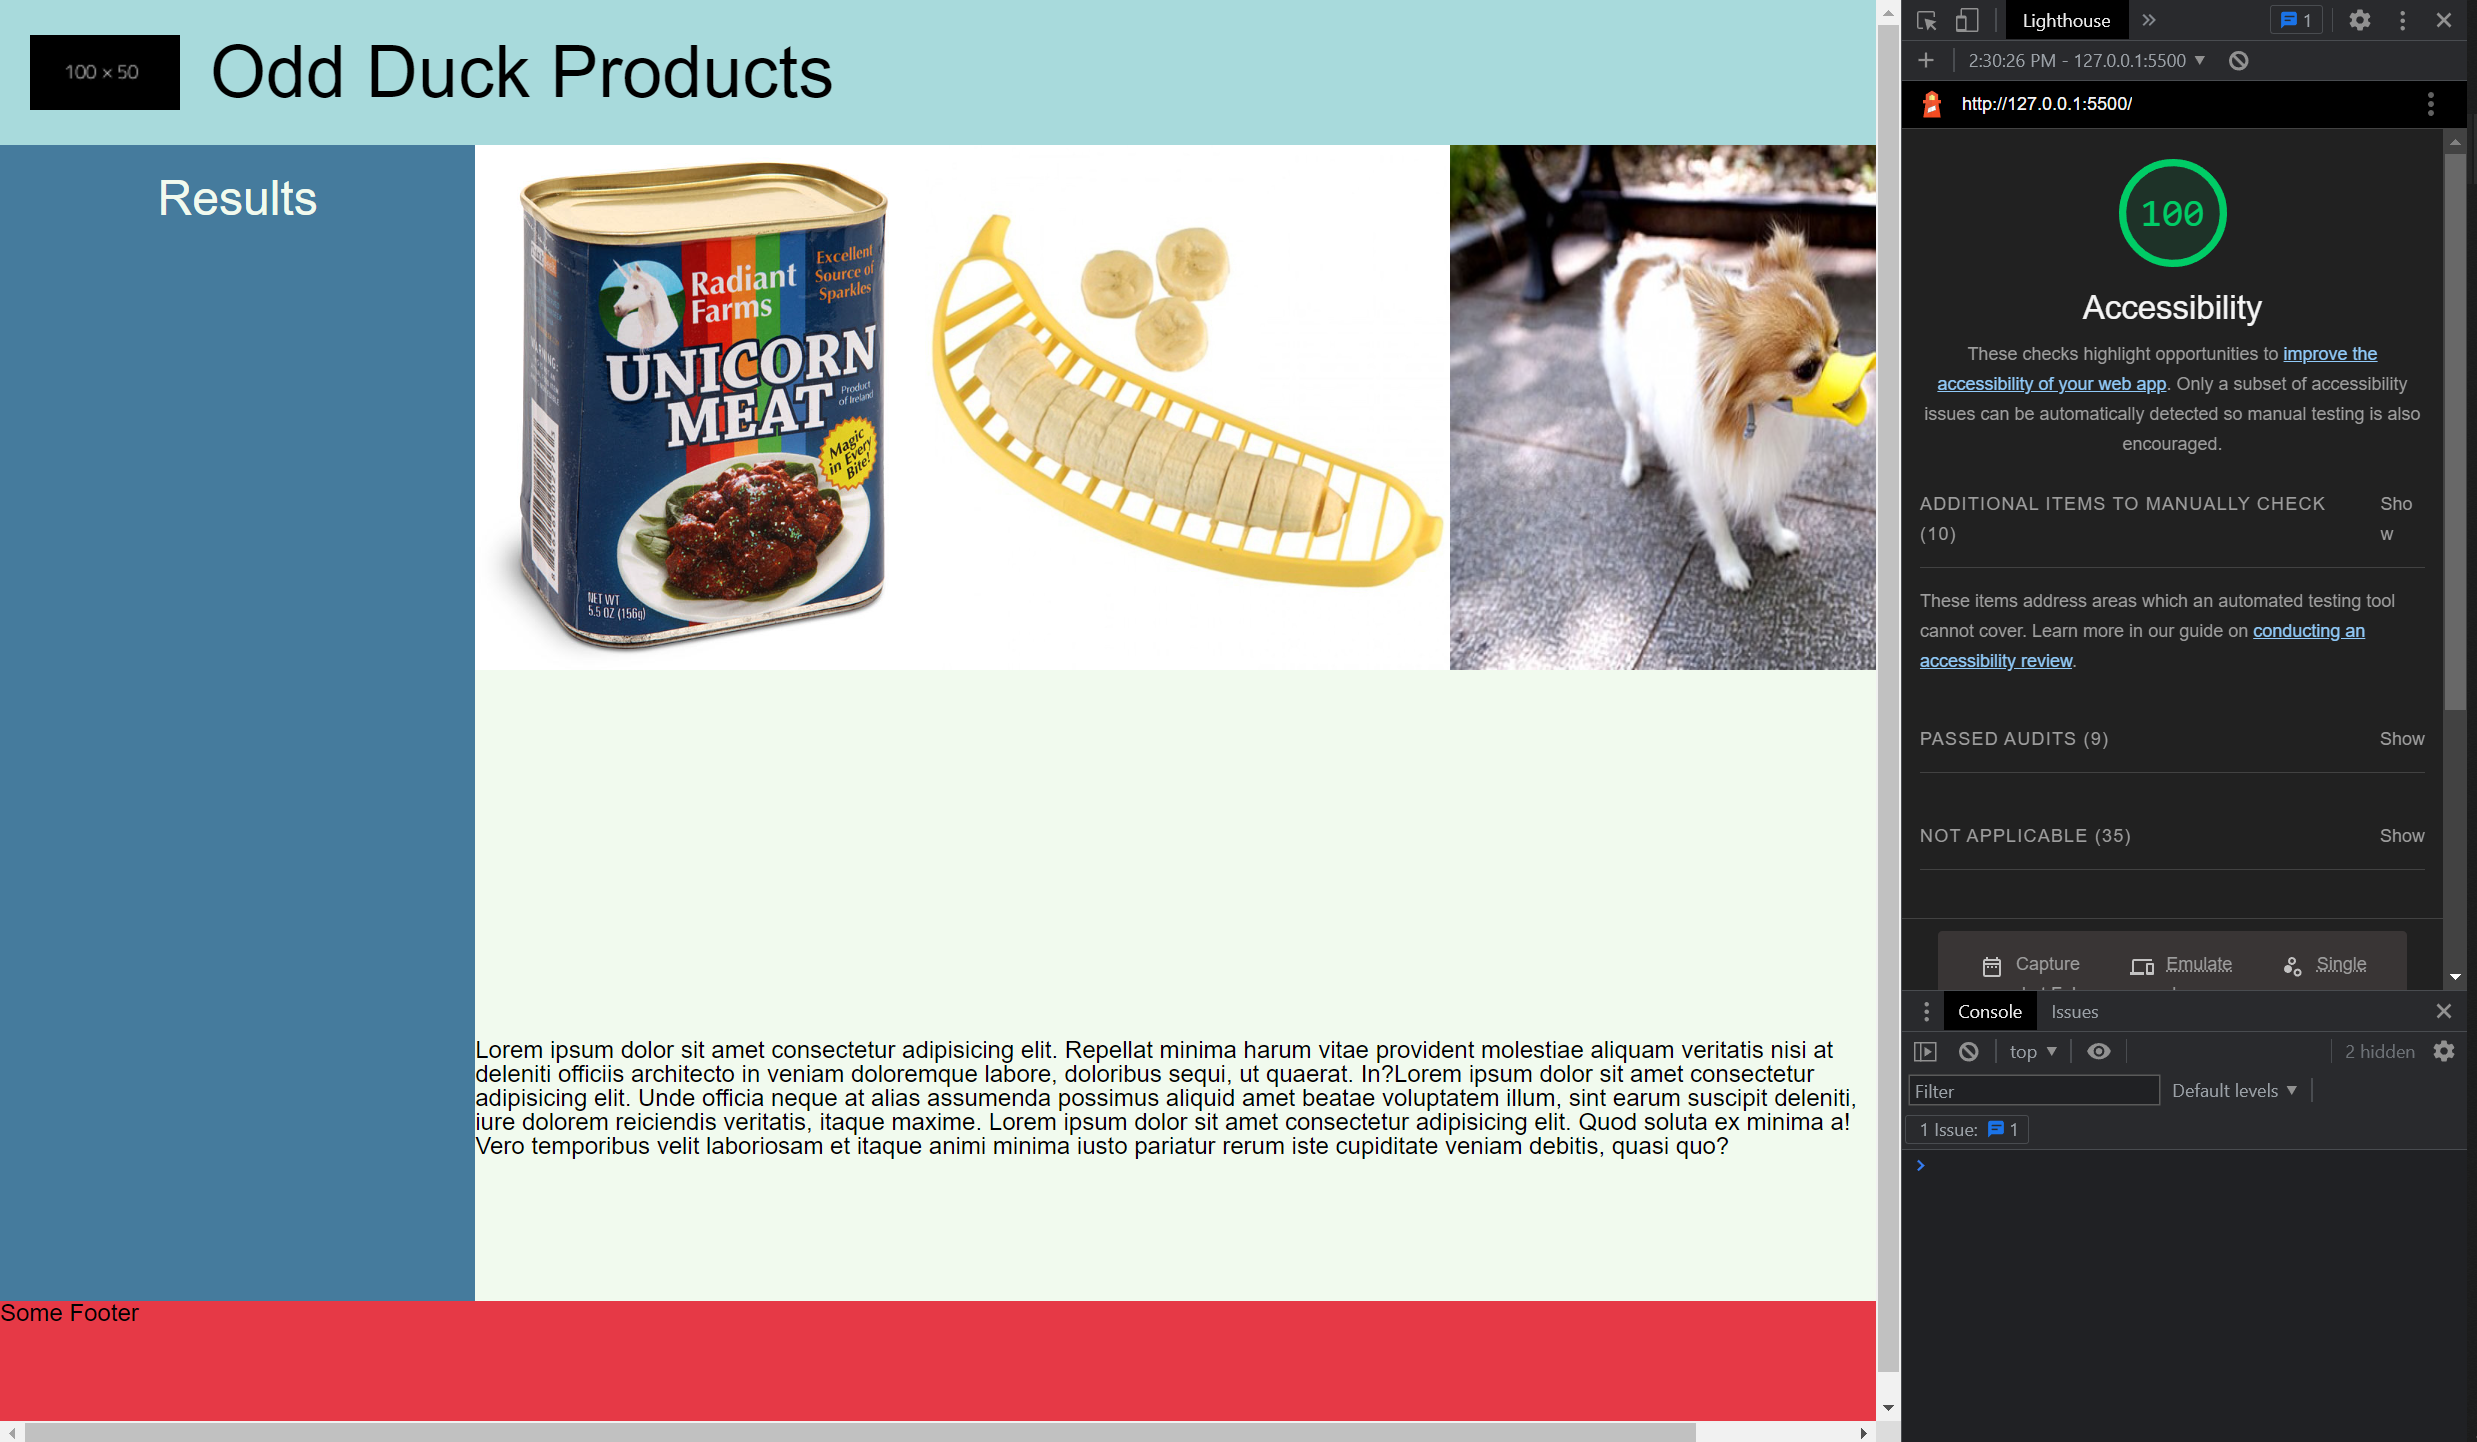 100 × 50
Odd Duck Products
Results
Radiant
Farms
Excellent
Source of
Sparkles
UNICORN
MEAT
Product
of Ireland
Magic
in Every
Bite!
WARNING:
NET WT
5.5 OZ (156g)
Lorem ipsum dolor sit amet consectetur adipisicing elit. Repellat minima harum vitae provident molestiae aliquam veritatis nisi at
deleniti officiis architecto in veniam doloremque labore, doloribus sequi, ut quaerat. In?Lorem ipsum dolor sit amet consectetur
adipisicing elit. Unde officia neque at alias assumenda possimus aliquid amet beatae voluptatem illum, sint earum suscipit deleniti,
iure dolorem reiciendis veritatis, itaque maxime. Lorem ipsum dolor sit amet consectetur adipisicing elit. Quod soluta ex minima a!
Vero temporibus velit laboriosam et itaque animi minima iusto pariatur rerum iste cupiditate veniam debitis, quasi quo?
Some Footer
Lighthouse
1
2:30:26 PM - 127.0.0.1:5500
http://127.0.0.1:5500/
100
Accessibility
These checks highlight opportunities to improve the
accessibility of your web app. Only a subset of accessibility
issues can be automatically detected so manual testing is also
encouraged.
ADDITIONAL ITEMS TO MANUALLY CHECK
(10)
Sho
w
These items address areas which an automated testing tool
cannot cover. Learn more in our guide on conducting an
accessibility review.
PASSED AUDITS (9)
Show
NOT APPLICABLE (35)
Show
Capture
Emulate
Single
Console
Issues
top
2 hidden
Filter
Default levels
1 Issue:
1